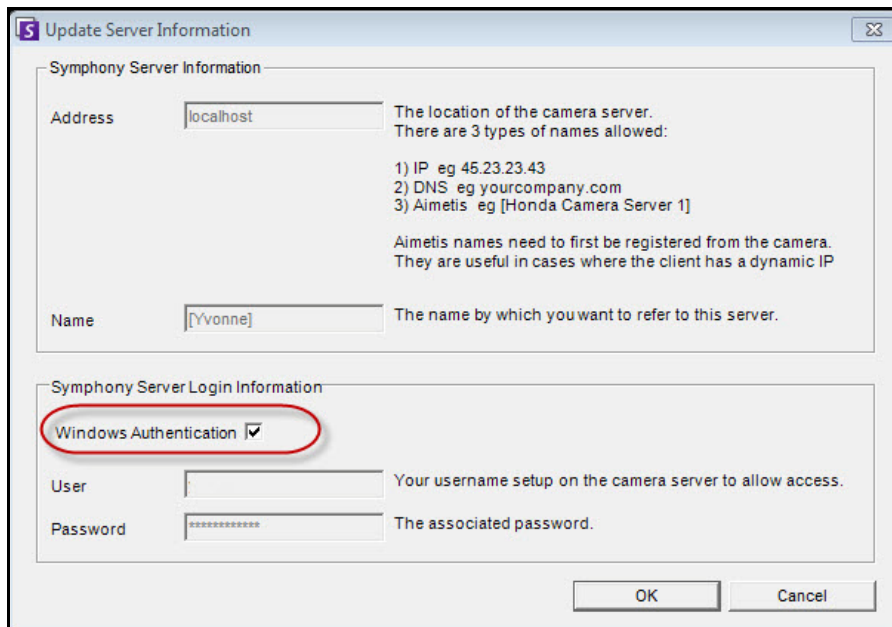 Update Server Information
Symphony Server Information
Address
localhost
The location of the camera server.
There are 3 types of names allowed:
1) IP eg 45.23.23.43
2) DNS eg yourcompany.com
3) Aimetis eg [Honda Camera Server 1]
Aimetis names need to first be registered from the camera.
They are useful in cases where the client has a dynamic IP
Name
[Yvonne]
The name by which you want to refer to this server.
Symphony Server Login Information
Windows Authentication
User
Your username setup on the camera server to allow access.
Password
************
The associated password.
OK
Cancel